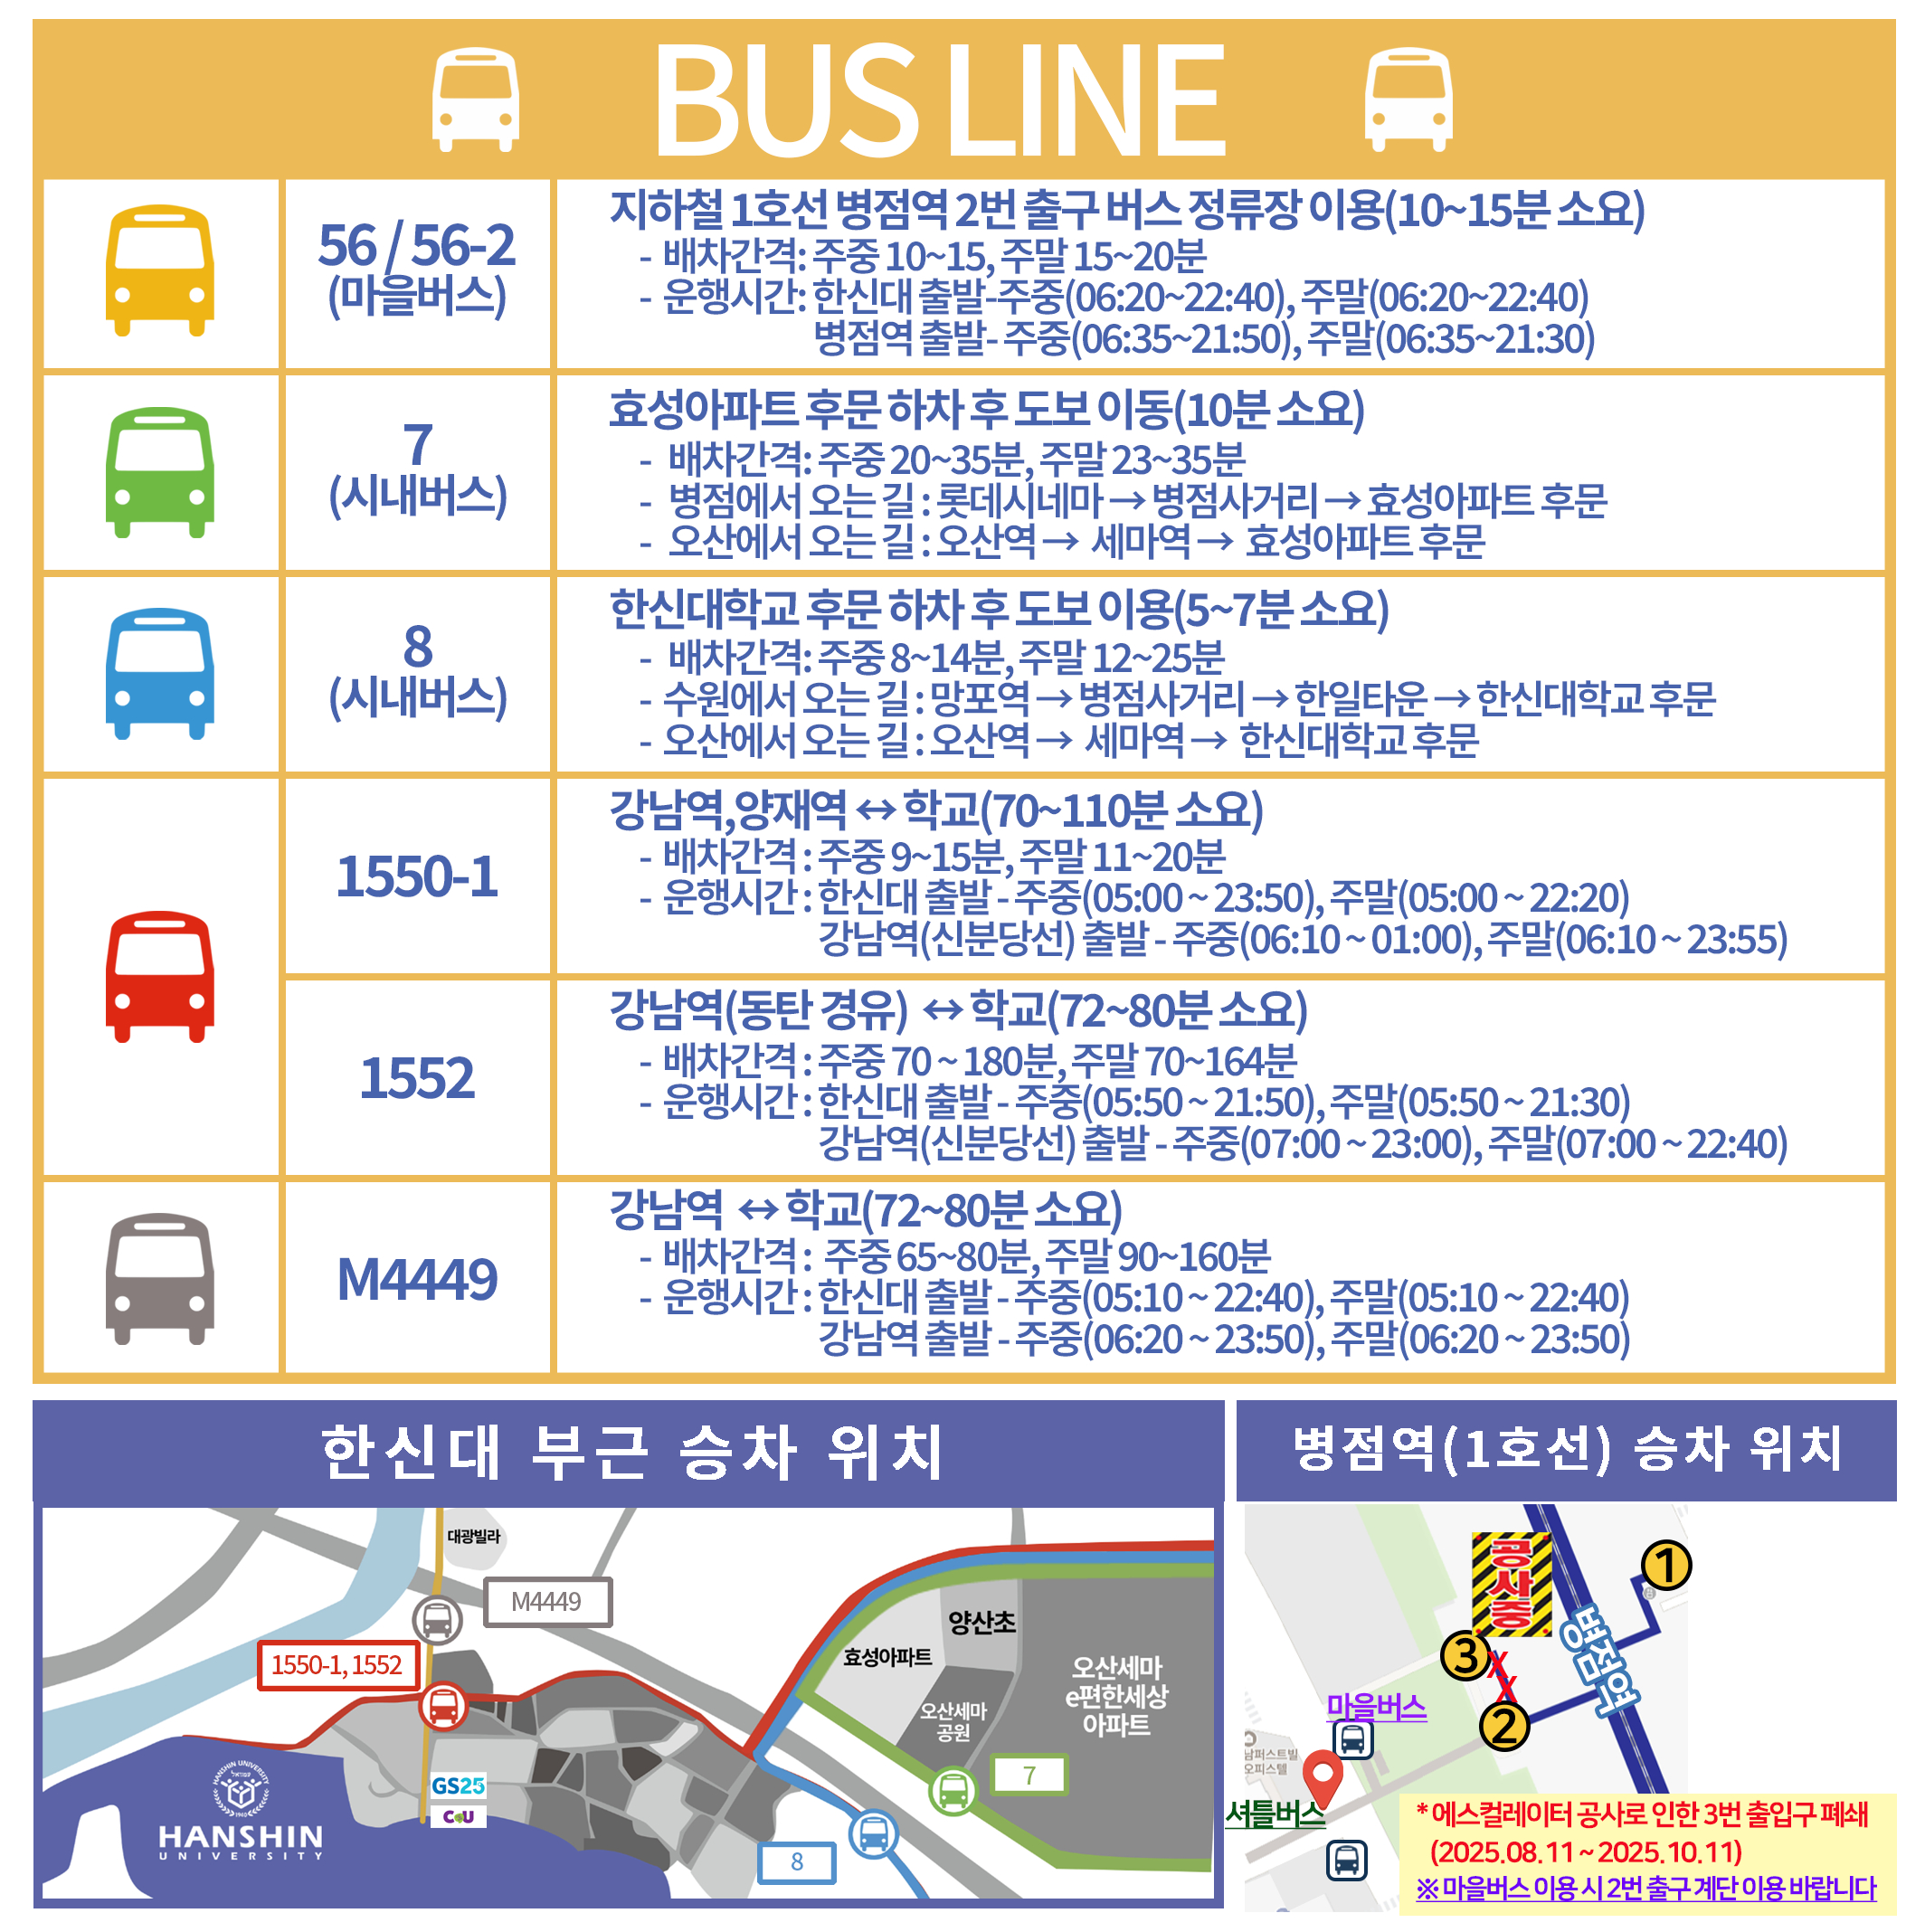 BUS LINE
56 / 56-2
(마을버스)
지하철 1호선 병점역 2번 출구 버스 정류장 이용(10~15분 소요)
- 배차간격: 주중 10~15, 주말 15~20분
- 운행시간: 한신대 출발-주중(06:20~22:40), 주말(06:20~22:40)
병점역 출발- 주중(06:35~21:50), 주말(06:35~21:30)
7
(시내버스)
효성아파트 후문 하차 후 도보 이동(10분 소요)
- 배차간격: 주중 20~35분, 주말 23~35분
- 병점에서 오는 길 : 롯데시네마 → 병점사거리 → 효성아파트 후문
- 오산에서 오는 길 : 오산역 → 세마역 → 효성아파트 후문
8
(시내버스)
한신대학교 후문 하차 후 도보 이용(5~7분 소요)
- 배차간격: 주중 8~14분, 주말 12~25분
- 수원에서 오는 길 : 망포역 → 병점사거리 → 한일타운 → 한신대학교 후문
- 오산에서 오는 길 : 오산역 → 세마역 → 한신대학교 후문
1550-1
강남역,양재역 ↔ 학교(70~110분 소요)
- 배차간격 : 주중 9~15분, 주말 11~20분
- 운행시간 : 한신대 출발 - 주중(05:00 ~ 23:50), 주말(05:00 ~ 22:20)
강남역(신분당선) 출발 - 주중(06:10 ~ 01:00), 주말(06:10 ~ 23:55)
1552
강남역(동탄 경유) ↔ 학교(72~80분 소요)
- 배차간격 : 주중 70 ~ 180분, 주말 70~164분
- 운행시간 : 한신대 출발 - 주중(05:50 ~ 21:50), 주말(05:50 ~ 21:30)
강남역(신분당선) 출발 - 주중(07:00 ~ 23:00), 주말(07:00 ~ 22:40)
M4449
강남역 ↔ 학교(72~80분 소요)
- 배차간격 : 주중 65~80분, 주말 90~160분
- 운행시간 : 한신대 출발 - 주중(05:10 ~ 22:40), 주말(05:10 ~ 22:40)
강남역 출발 - 주중(06:20 ~ 23:50), 주말(06:20 ~ 23:50)
한신대 부근 승차 위치
대광빌라
M4449
1550-1, 1552
양산초
효성아파트
오산세마
e편한세상
아파트
오산세마
공원
7
8
GS25
CU
HANSHIN UNIVERSITY
1940
HANSHIN
UNIVERSITY
병점역(1호선) 승차 위치
공사중
1
병점역
3
X
X
2
마을버스
남퍼스트빌
오피스텔
셔틀버스
* 에스컬레이터 공사로 인한 3번 출입구 폐쇄
(2025.08.11 ~ 2025.10.11)
※ 마을버스 이용 시 2번 출구 계단 이용 바랍니다